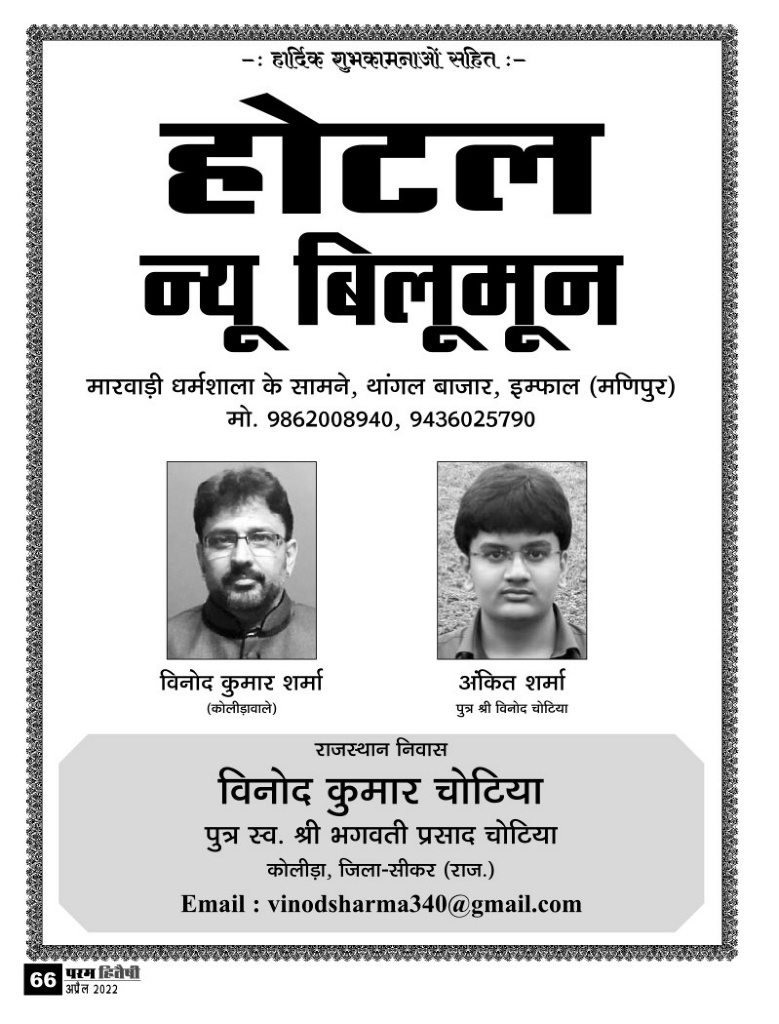 -: हार्दिक शुभकामनाओं सहित :-
होटल
न्यू बिलूमून
मारवाड़ी धर्मशाला के सामने, थांगल बाजार, इम्फाल (मणिपुर)
मो. 9862008940, 9436025790
विनोद कुमार शर्मा
(कोलीड़ावाले)
अंकित शर्मा
पुत्र श्री विनोद चोटिया
राजस्थान निवास
विनोद कुमार चोटिया
पुत्र स्व. श्री भगवती प्रसाद चोटिया
कोलीड़ा, जिला-सीकर (राज.)
Email : vinodsharma340@gmail.com
66 परम हितैषी
अप्रैल 2022